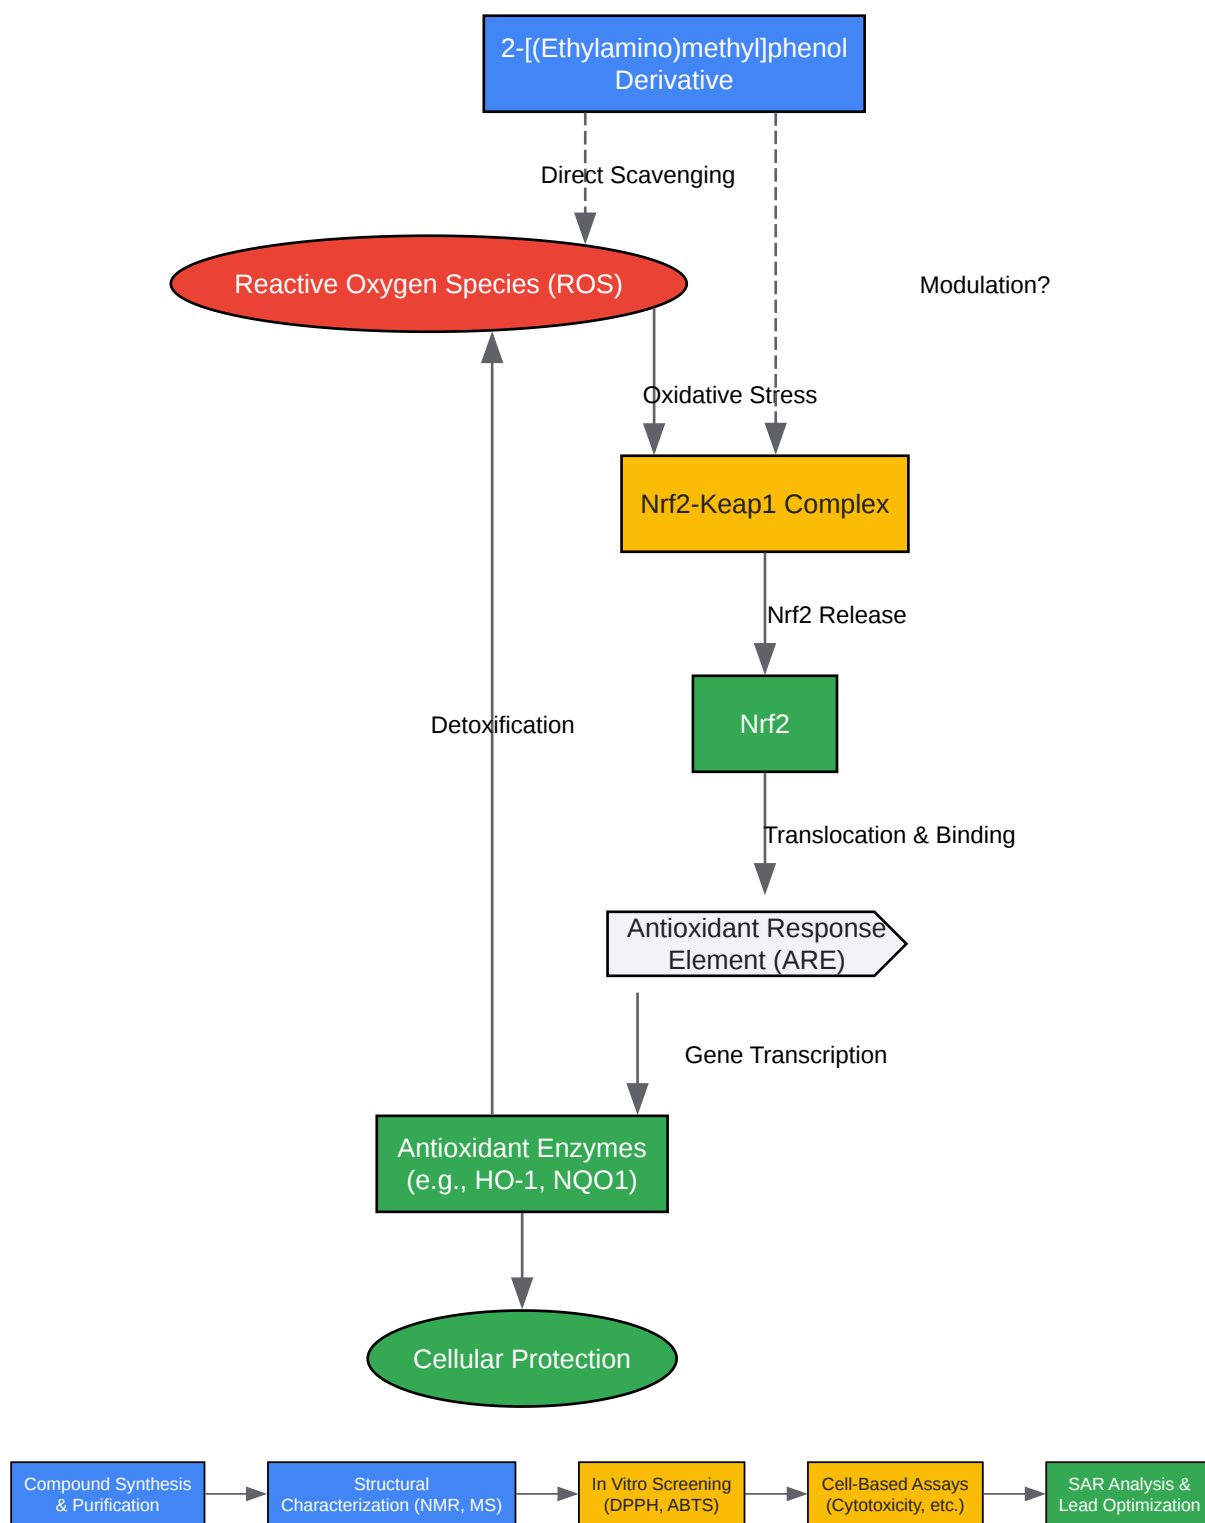 2-[(Ethylamino)methyl]phenol
Derivative
Direct Scavenging
Reactive Oxygen Species (ROS)
Modulation?
Oxidative Stress
Nrf2-Keap1 Complex
Nrf2 Release
Nrf2
Detoxification
Translocation & Binding
Antioxidant Response
Element (ARE)
Gene Transcription
Antioxidant Enzymes
(e.g., HO-1, NQO1)
Cellular Protection
Compound Synthesis
& Purification
Structural
Characterization (NMR, MS)
In Vitro Screening
(DPPH, ABTS)
Cell-Based Assays
(Cytotoxicity, etc.)
SAR Analysis &
Lead Optimization